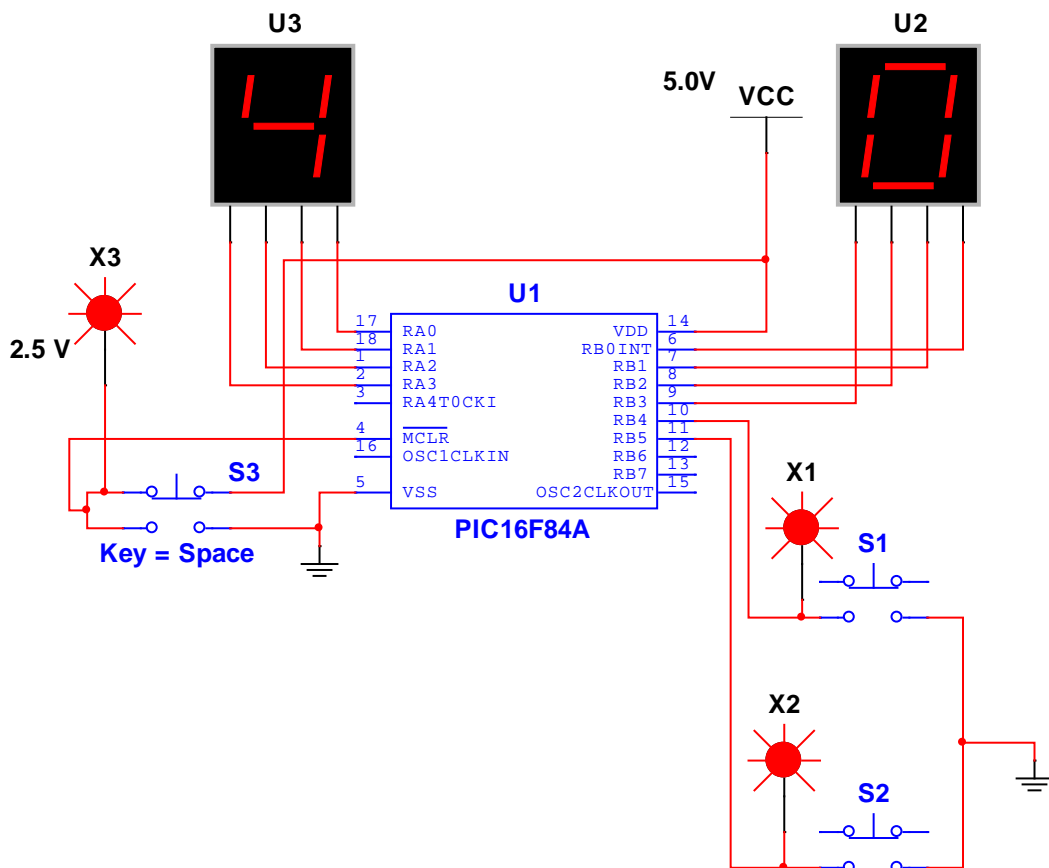 U3
U2
4
0
5.0V
VCC
X3
2.5 V
U1
17 RA0
18 RA1
1 RA2
2 RA3
3 RA4T0CKI
4 MCLR
16 OSC1CLKIN
5 VSS
VDD 14
RB0INT 6
RB1 7
RB2 8
RB3 9
RB4 10
RB5 11
RB6 12
RB7 13
OSC2CLKOUT 15
PIC16F84A
S3
Key = Space
X1
S1
X2
S2